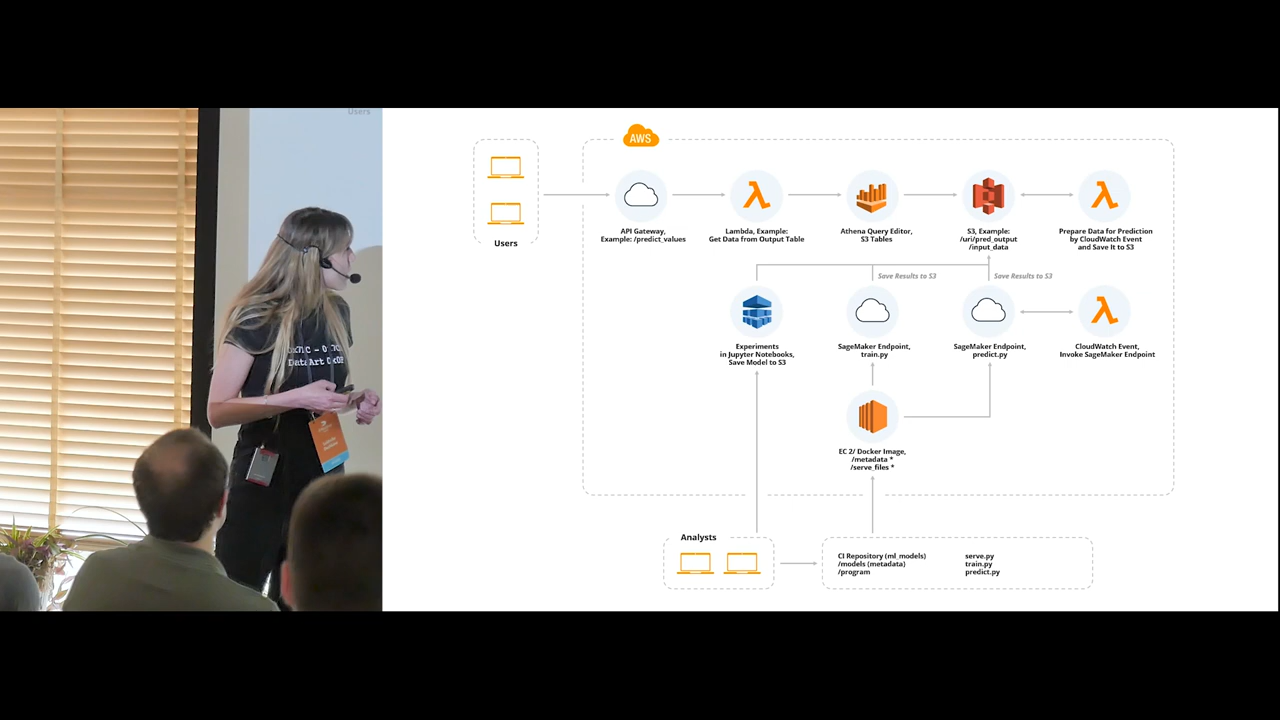 Users
AWS
Users
API Gateway,
Example: /predict_values
Lambda, Example:
Get Data from Output Table
Athena Query Editor,
S3 Tables
S3, Example:
/uri/pred_output
/input_data
Prepare Data for Prediction
by CloudWatch Event
and Save It to S3
Save Results to S3
Save Results to S3
Experiments
in Jupyter Notebooks,
Save Model to S3
SageMaker Endpoint,
train.py
SageMaker Endpoint,
predict.py
CloudWatch Event,
Invoke SageMaker Endpoint
EC 2/ Docker Image,
/metadata *
/serve_files *
Analysts
CI Repository (ml_models)
/models (metadata)
/program
serve.py
train.py
predict.py